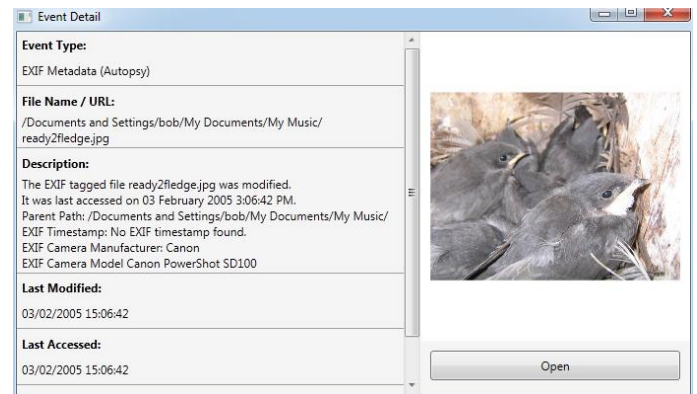 Event Detail
Event Type:
EXIF Metadata (Autopsy)
File Name / URL:
/Documents and Settings/bob/My Documents/My Music/
ready2fledge.jpg
Description:
The EXIF tagged file ready2fledge.jpg was modified.
It was last accessed on 03 February 2005 3:06:42 PM.
Parent Path: /Documents and Settings/bob/My Documents/My Music/
EXIF Timestamp: No EXIF timestamp found.
EXIF Camera Manufacturer: Canon
EXIF Camera Model Canon PowerShot SD100
Last Modified:
03/02/2005 15:06:42
Last Accessed:
03/02/2005 15:06:42
Open